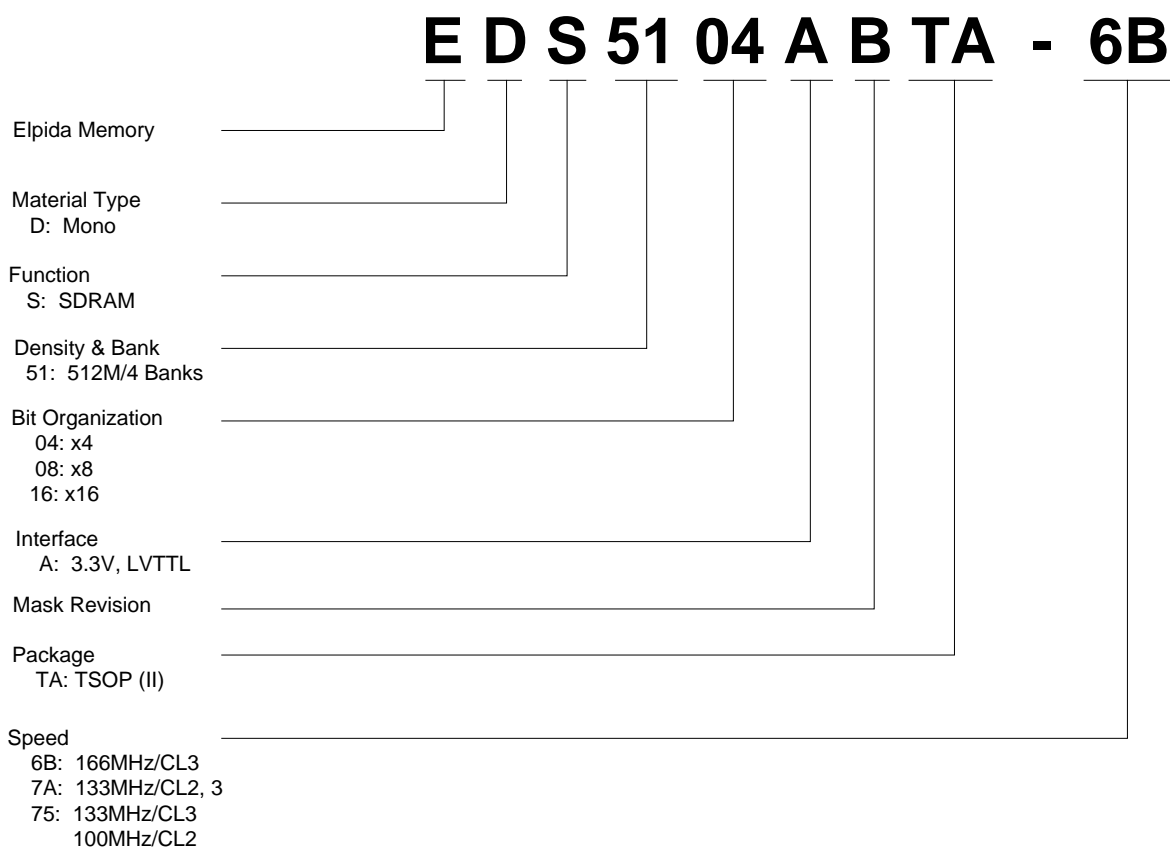 E D S 51 04 A B TA - 6B
Elpida Memory
Material Type
D: Mono
Function
S: SDRAM
Density & Bank
51: 512M/4 Banks
Bit Organization
04: x4
08: x8
16: x16
Interface
A: 3.3V, LVTTL
Mask Revision
Package
TA: TSOP (II)
Speed
6B: 166MHz/CL3
7A: 133MHz/CL2, 3
75: 133MHz/CL3
100MHz/CL2